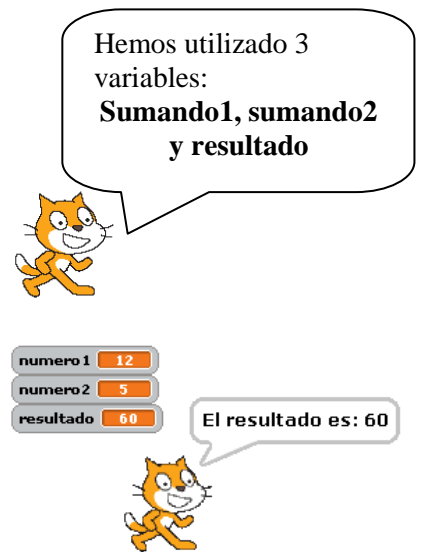 Hemos utilizado 3
variables:
Sumando1, sumando2
y resultado
numero1 12
numero2 5
resultado 60
El resultado es: 60